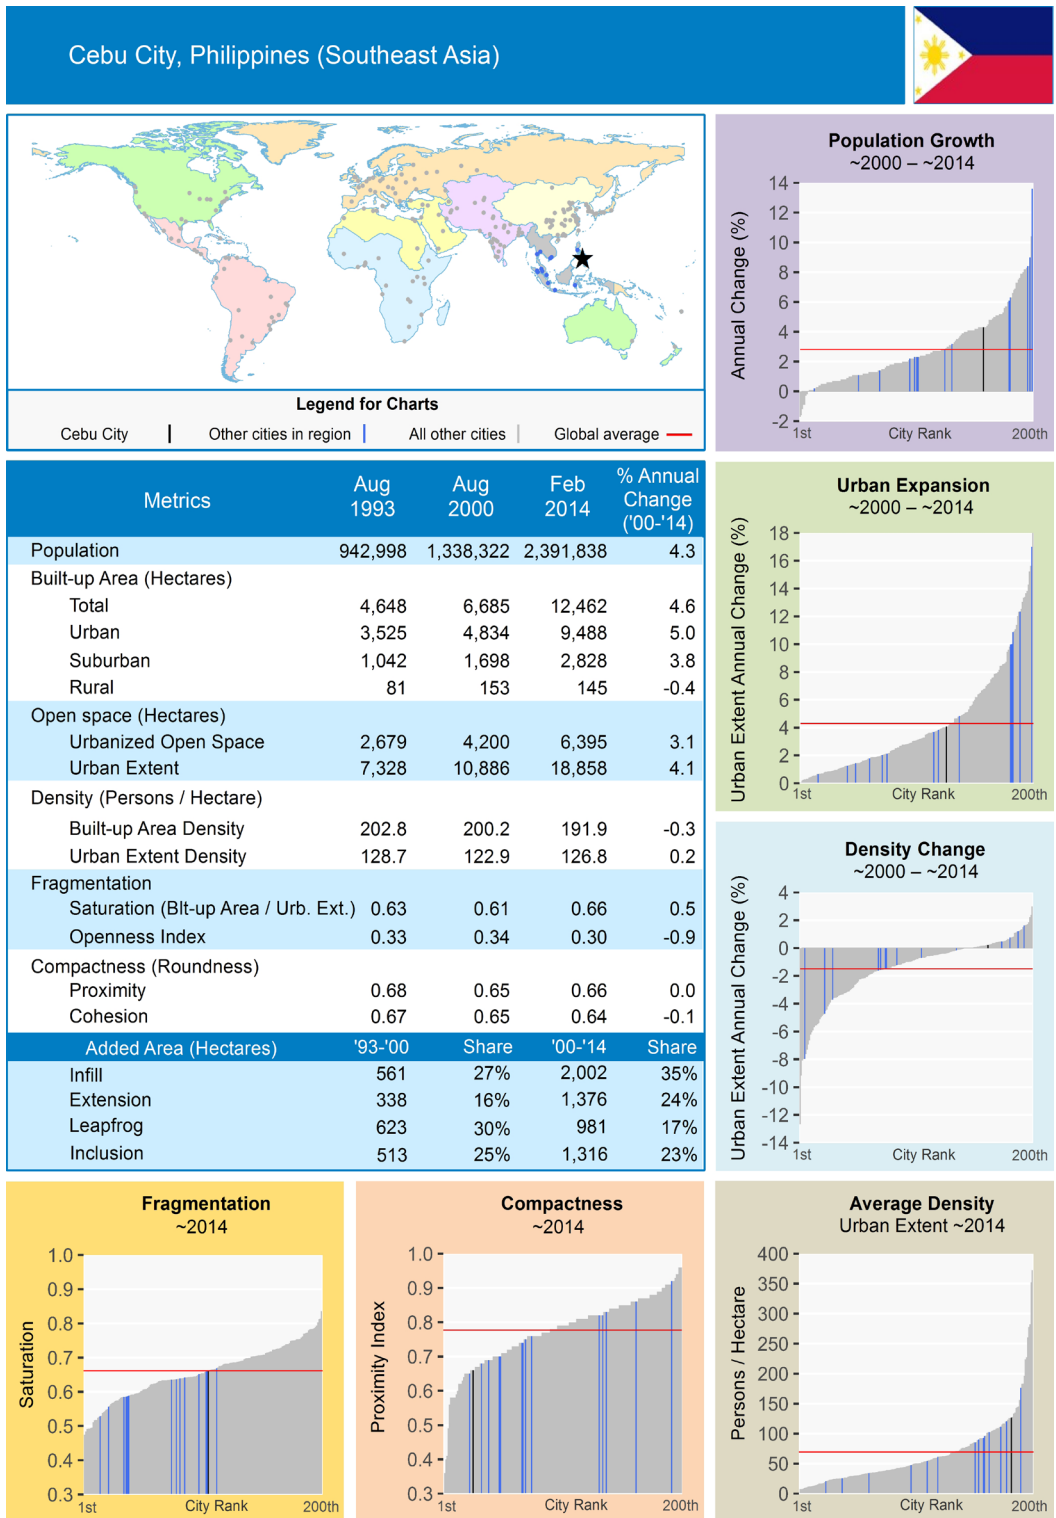 Cebu City, Philippines (Southeast Asia)
Legend for Charts
Cebu City Other cities in region All other cities Global average
Population Growth
~2000 – ~2014
Annual Change (%)
14
12
10
8
6
4
2
0
-2
1st City Rank 200th
Metrics Aug 1993 Aug 2000 Feb 2014 % Annual Change ('00-'14)
Population 942,998 1,338,322 2,391,838 4.3
Built-up Area (Hectares)
Total 4,648 6,685 12,462 4.6
Urban 3,525 4,834 9,488 5.0
Suburban 1,042 1,698 2,828 3.8
Rural 81 153 145 -0.4
Open space (Hectares)
Urbanized Open Space 2,679 4,200 6,395 3.1
Urban Extent 7,328 10,886 18,858 4.1
Density (Persons / Hectare)
Built-up Area Density 202.8 200.2 191.9 -0.3
Urban Extent Density 128.7 122.9 126.8 0.2
Fragmentation
Saturation (Blt-up Area / Urb. Ext.) 0.63 0.61 0.66 0.5
Openness Index 0.33 0.34 0.30 -0.9
Compactness (Roundness)
Proximity 0.68 0.65 0.66 0.0
Cohesion 0.67 0.65 0.64 -0.1
Added Area (Hectares) '93-'00 Share '00-'14 Share
Infill 561 27% 2,002 35%
Extension 338 16% 1,376 24%
Leapfrog 623 30% 981 17%
Inclusion 513 25% 1,316 23%
Urban Expansion
~2000 – ~2014
Urban Extent Annual Change (%)
18
16
14
12
10
8
6
4
2
0
1st City Rank 200th
Density Change
~2000 – ~2014
Urban Extent Annual Change (%)
4
2
0
-2
-4
-6
-8
-10
-12
-14
1st City Rank 200th
Fragmentation
~2014
Saturation
1.0
0.9
0.8
0.7
0.6
0.5
0.4
0.3
1st City Rank 200th
Compactness
~2014
Proximity Index
1.0
0.9
0.8
0.7
0.6
0.5
0.4
0.3
1st City Rank 200th
Average Density
Urban Extent ~2014
Persons / Hectare
400
350
300
250
200
150
100
50
0
1st City Rank 200th